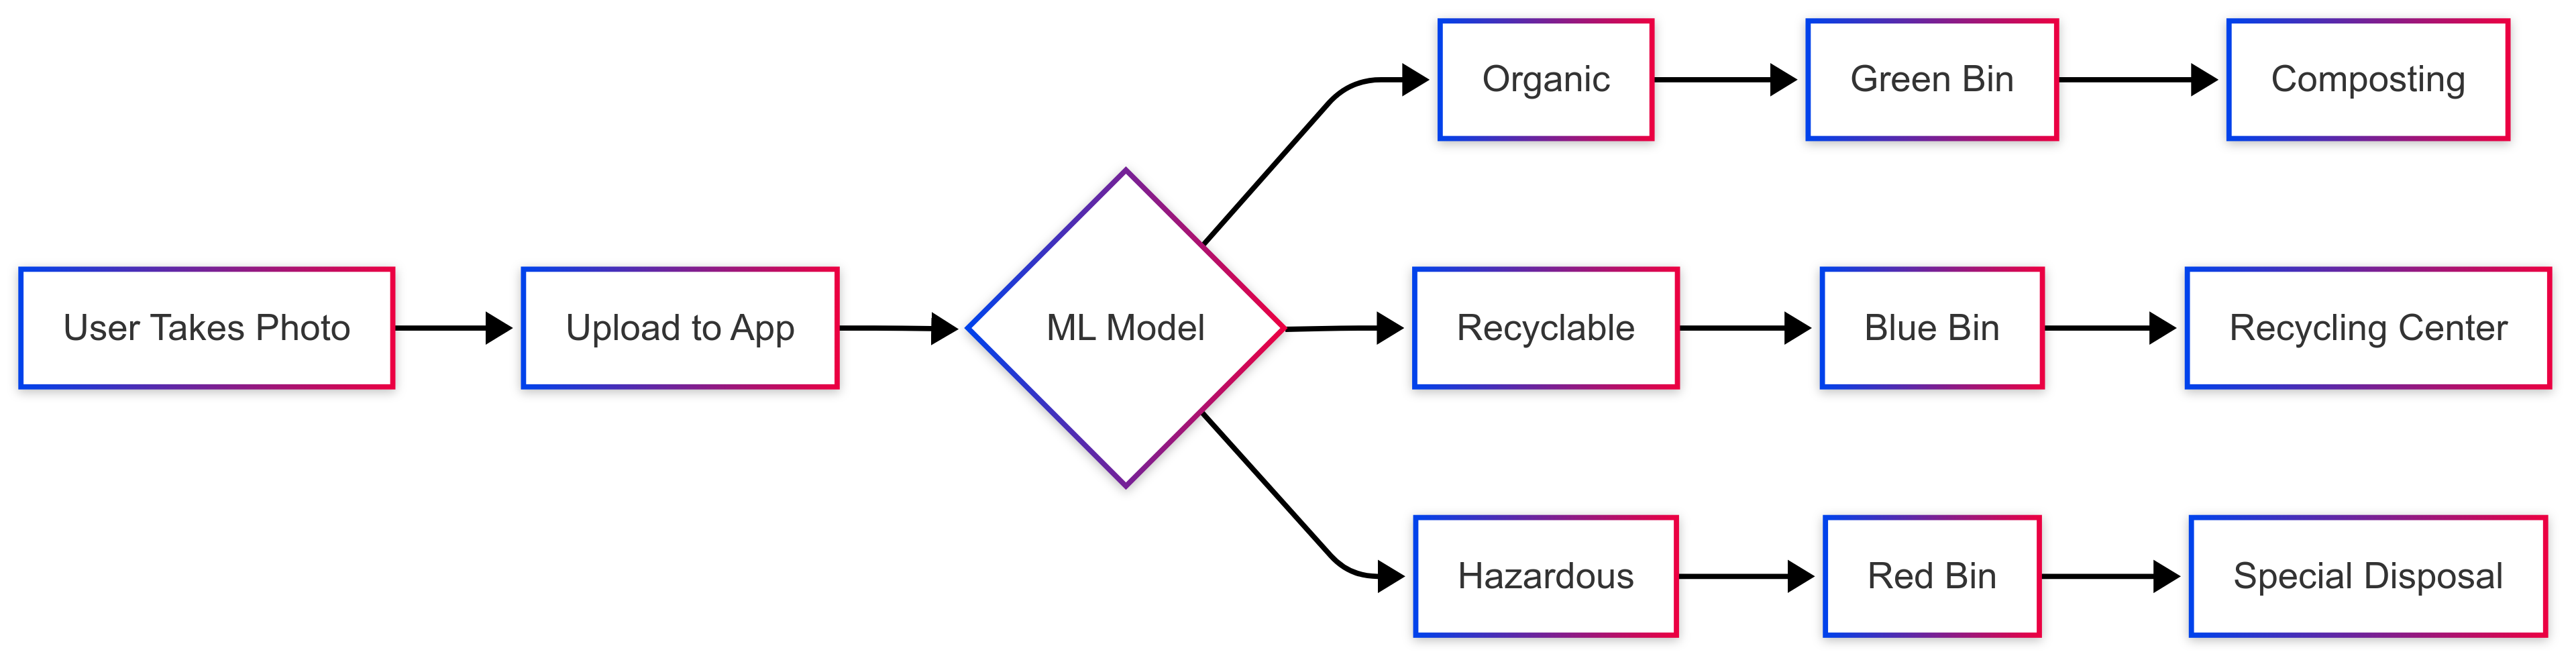 User Takes Photo
Upload to App
ML Model
Organic
Green Bin
Composting
Recyclable
Blue Bin
Recycling Center
Hazardous
Red Bin
Special Disposal